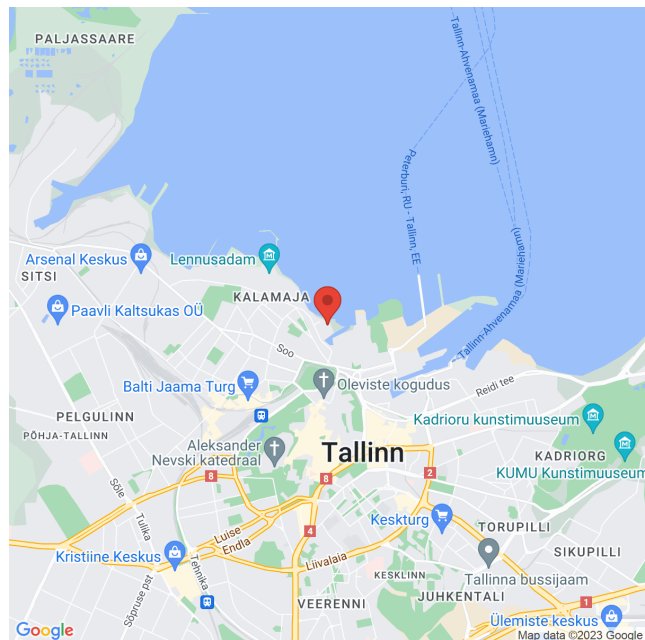 PALJASSAARE
Tallinn-Ahvenamaa (Mariehamn)
Peterburi, RU - Tallinn, EE
Arsenal Keskus
Lennusadam
SITSI
KALAMAJA
Paavli Kaltsukas OÜ
Tallinn-Ahvenamaa (Mariehamn)
Soo
Balti Jaama Turg
Oleviste kogudus
Reidi tee
PELGULINN
Kadrioru kunstimuuseum
PÕHJA-TALLINN
Aleksander
Nevski katedraal
Tallinn
KADRIORG
KUMU Kunstimuuseum
8
8
2
Sõle
Tulika
Luise
Endla
4
Keskturg
TORUPILLI
Kristiine Keskus
Tehnika
Liivalaia
SIKUPILLI
Tallinna bussijaam
KESKLINN
Sõpruse pst
JUHKENTALI
VEERENNI
1
Ülemiste keskus
Google
Map data ©2023 Google